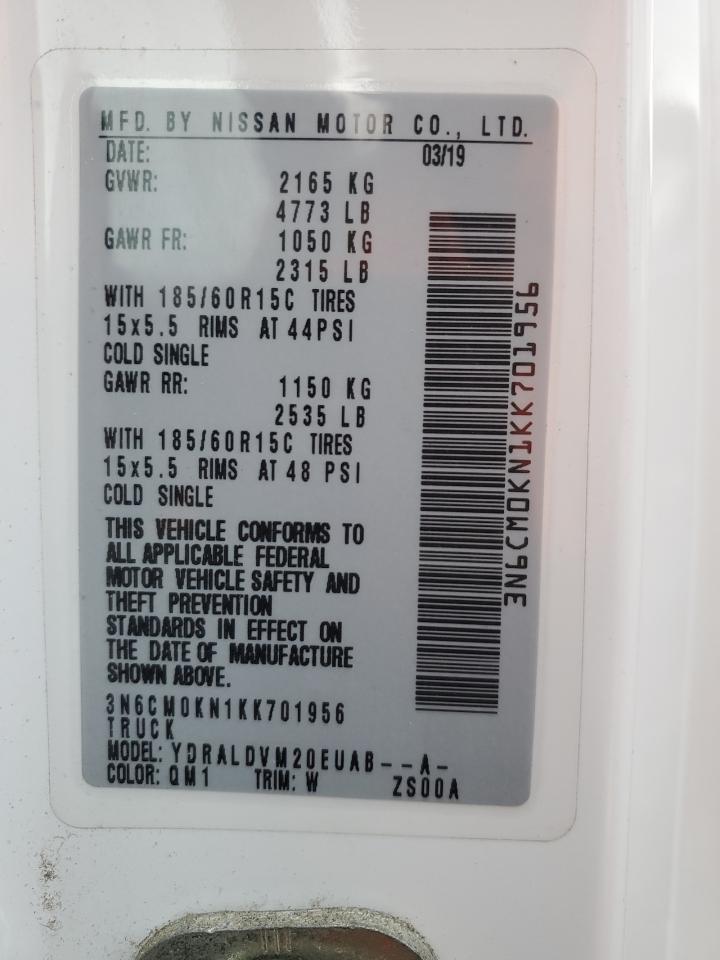 MFD. BY NISSAN MOTOR CO., LTD.
DATE: 03/19
GVWR: 2165 KG
4773 LB
GAWR FR: 1050 KG
2315 LB
WITH 185/60R15C TIRES
15x5.5 RIMS AT 44PSI
COLD SINGLE
GAWR RR: 1150 KG
2535 LB
WITH 185/60R15C TIRES
15x5.5 RIMS AT 48 PSI
COLD SINGLE
THIS VEHICLE CONFORMS TO
ALL APPLICABLE FEDERAL
MOTOR VEHICLE SAFETY AND
THEFT PREVENTION
STANDARDS IN EFFECT ON
THE DATE OF MANUFACTURE
SHOWN ABOVE.
3N6CM0KN1KK701956
TRUCK
MODEL: YDRALDVM20EUAB--A-
COLOR: QM1 TRIM: W ZS00A
3N6CM0KN1KK701956